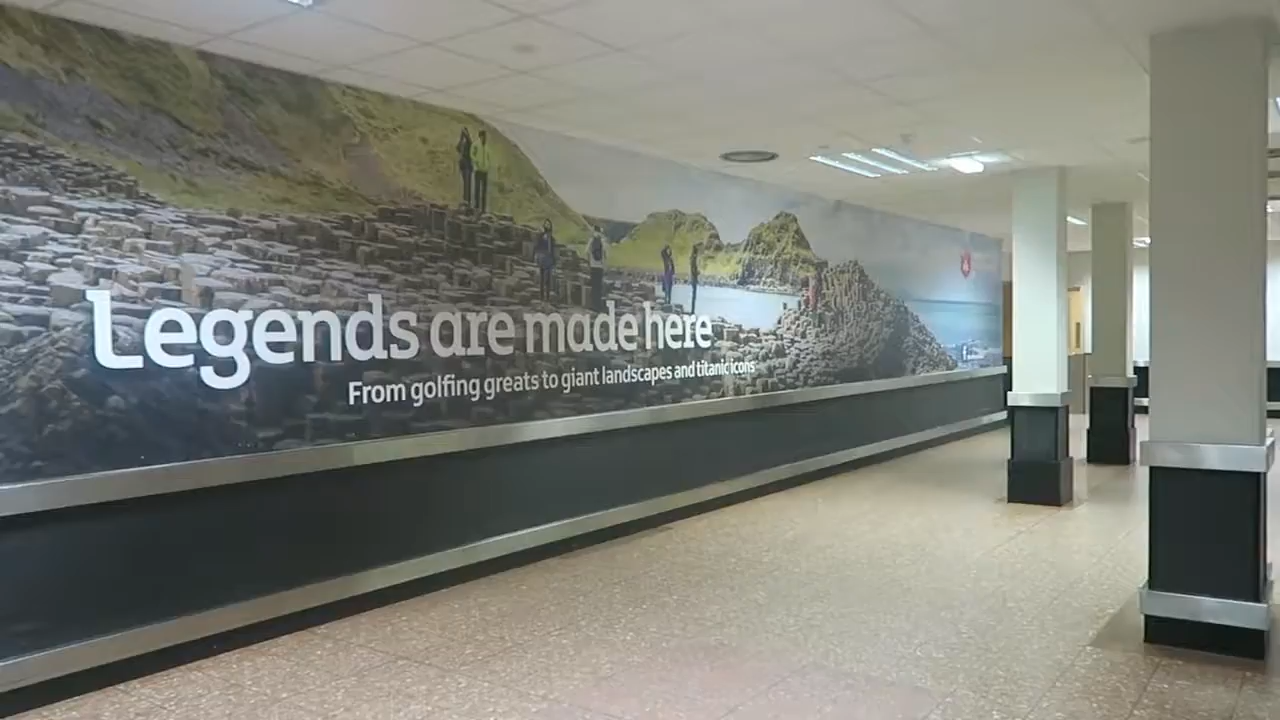 Legends are made here
From golfing greats to giant landscapes and titanic icons